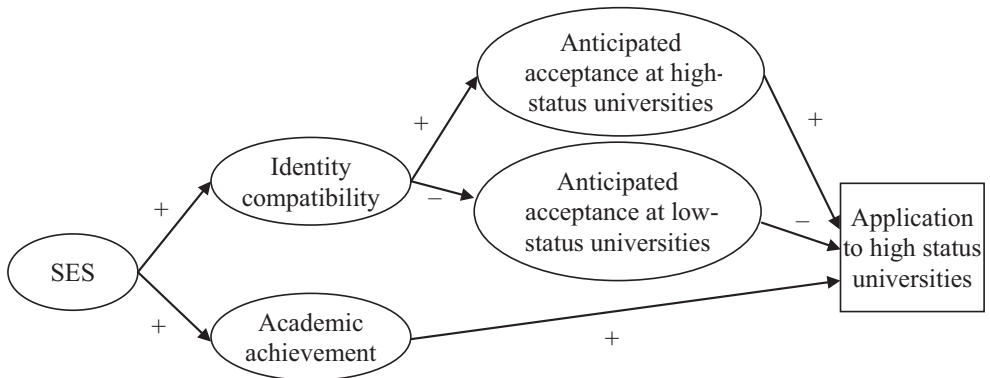 Anticipated
acceptance at high-
status universities
+
+
Identity
compatibility
−
Anticipated
acceptance at low-
status universities
−
Application
to high status
universities
+
SES
+
Academic
achievement
+